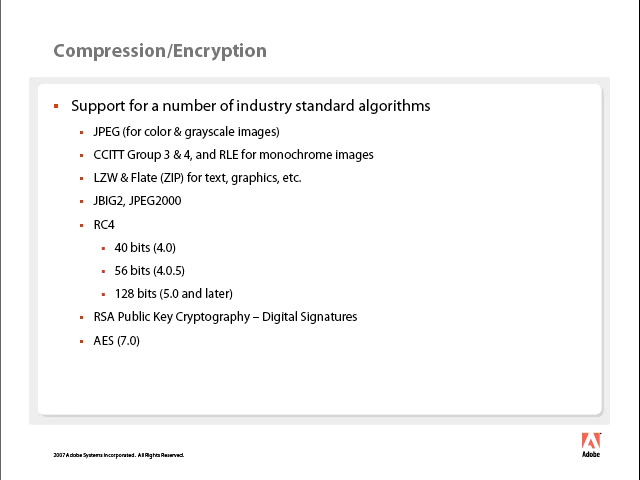 Compression/Encryption
Support for a number of industry standard algorithms
JPEG (for color & grayscale images)
CCITT Group 3 & 4, and RLE for monochrome images
LZW & Flate (ZIP) for text, graphics, etc.
JBIG2, JPEG2000
RC4
40 bits (4.0)
56 bits (4.0.5)
128 bits (5.0 and later)
RSA Public Key Cryptography – Digital Signatures
AES (7.0)
2007 Adobe Systems Incorporated. All Rights Reserved.
Adobe